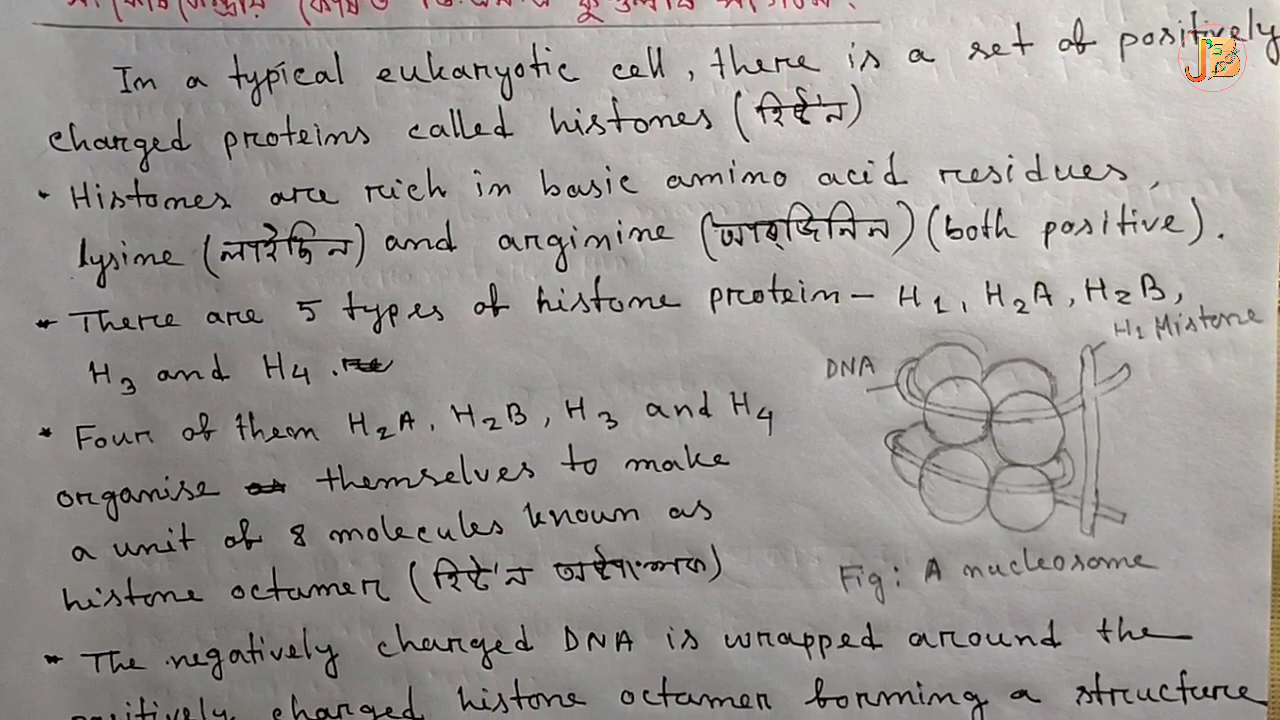 In a typical eukaryotic cell, there is a set of positively
charged proteins called histones (হিষ্ট'ন)
• Histones are rich in basic amino acid residues,
lysine (লাইচিন) and arginine (আৰ্জিনিন) (both positive).
* There are 5 types of histone protein – H1, H2A, H2B,
H3 and H4.
H1 Histone
DNA
* Four of them H2A, H2B, H3 and H4
organise themselves to make
a unit of 8 molecules known as
histone octamer (হিষ্ট'ন অক্টামাৰ)
Fig: A nucleosome
* The negatively charged DNA is wrapped around the
positively charged histone octamer forming a structure
JB